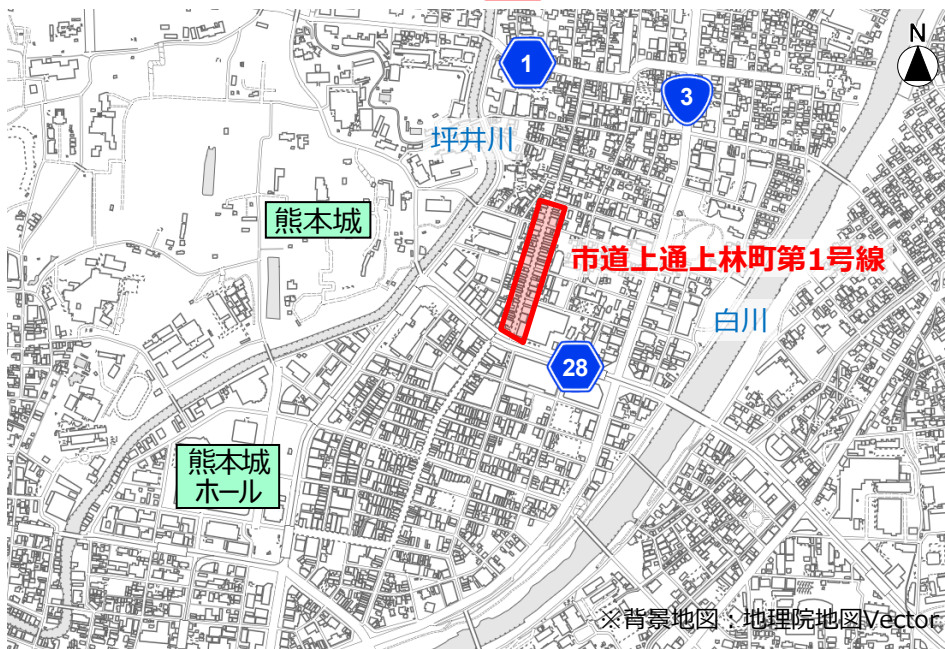 N
1
3
坪井川
熊本城
市道上通上林町第1号線
白川
28
熊本城
ホール
※背景地図：地理院地図Vector